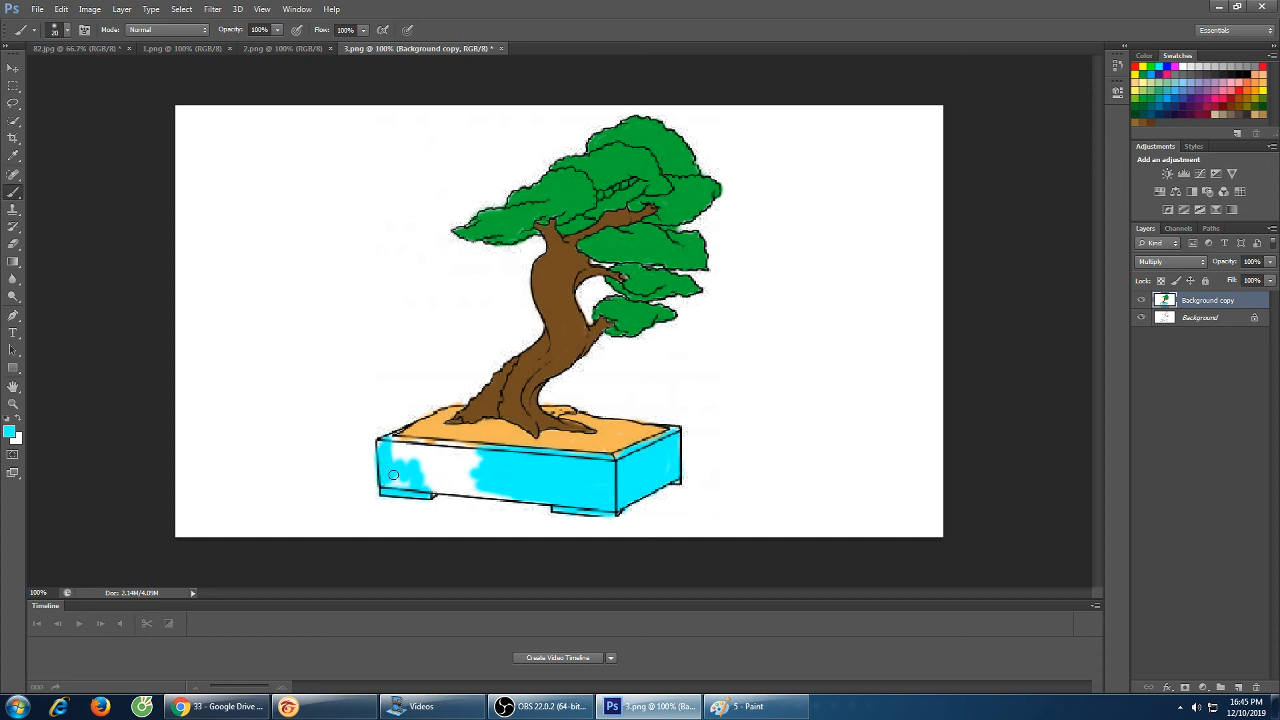 Ps File Edit Image Layer Type Select Filter 3D View Window Help
20 Mode: Normal Opacity: 100% Flow: 100% Essentials
82.jpg @ 66.7% (RGB/8) * × 1.png @ 100% (RGB/8) × 2.png @ 100% (RGB/8) × 3.png @ 100% (Background copy, RGB/8) * ×
Color Swatches
Adjustments Styles
Add an adjustment
Layers Channels Paths
Kind
Multiply Opacity: 100%
Lock: Fill: 100%
Background copy
Background
100% Doc: 2.14M/4.09M
Timeline
Create Video Timeline
33 - Google Drive ... Videos OBS 22.0.2 (64-bit... Ps 3.png @ 100% (Ba... 5 - Paint 16:45 PM
12/10/2019